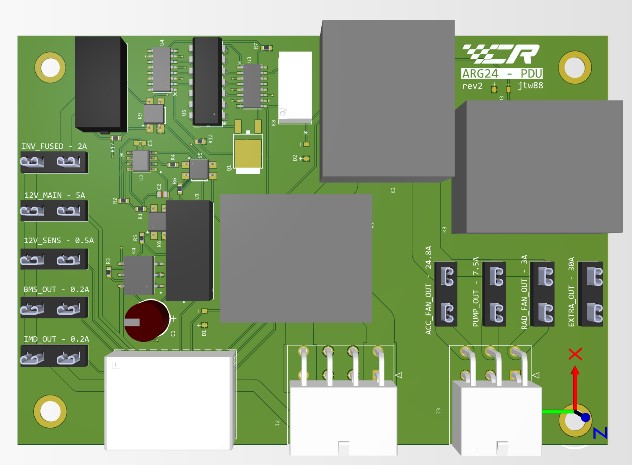 CR
ARG24 - PDU
rev2 jtw88
INV_FUSED - 2A
12V_MAIN - 5A
12V_SENS - 0.5A
BMS_OUT - 0.2A
IMD_OUT - 0.2A
ACC_FAN_OUT - 24.8A
PUMP_OUT - 7.5A
RAD_FAN_OUT - 3A
EXTRA_OUT - 30A
X
Z